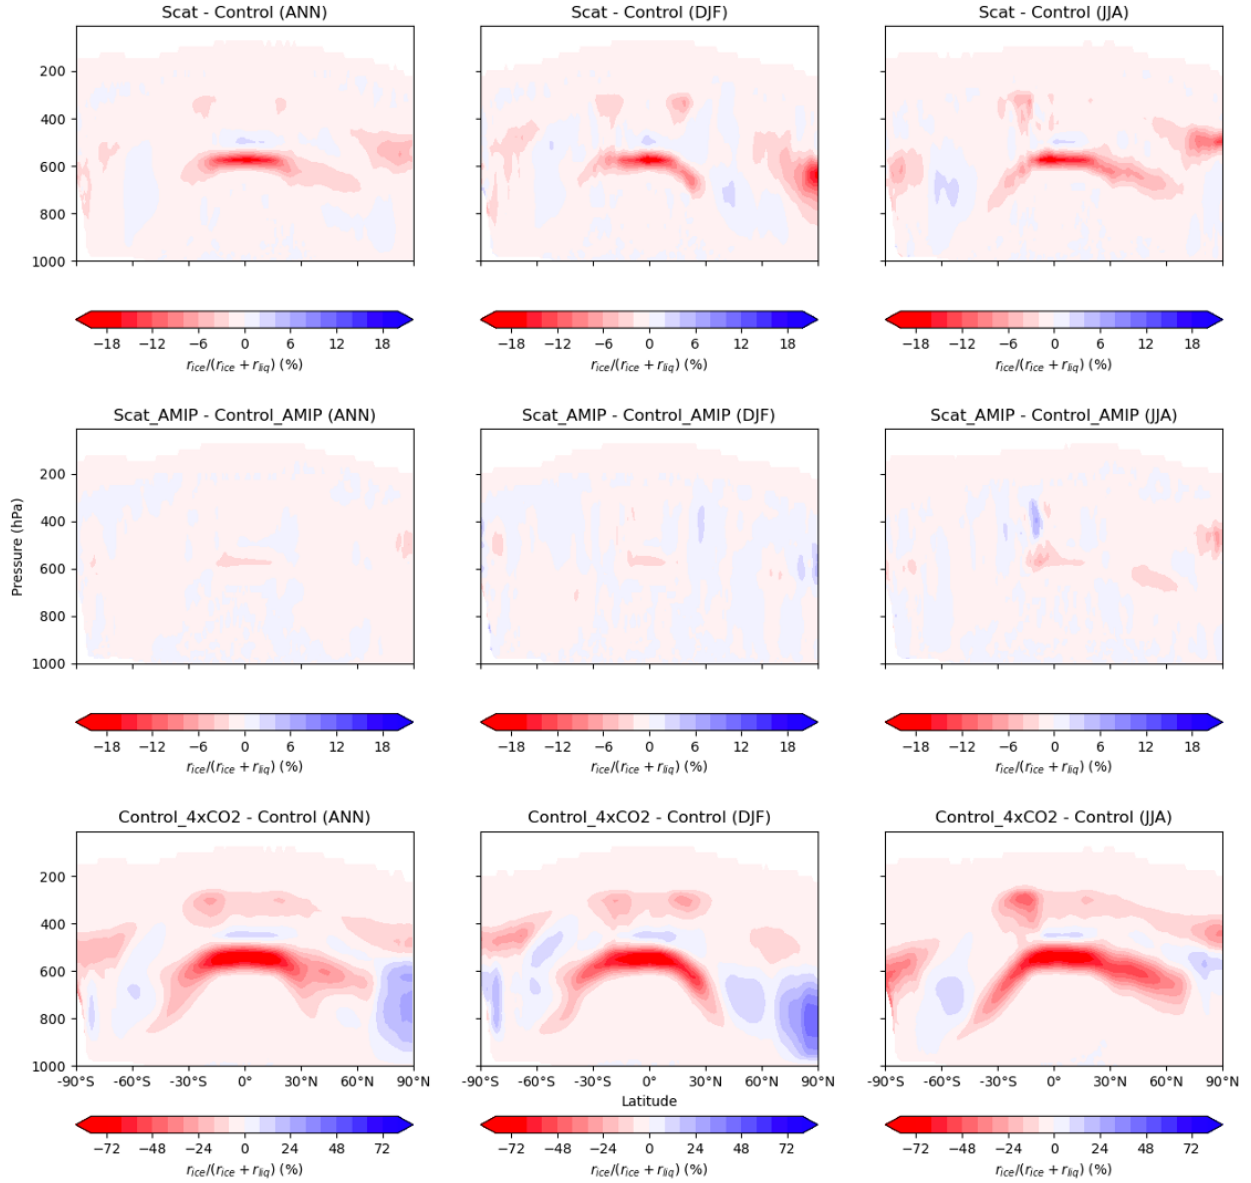 Scat - Control (ANN)
Scat - Control (DJF)
Scat - Control (JJA)
200
400
600
800
1000
−18 −12 −6 0 6 12 18
−18 −12 −6 0 6 12 18
−18 −12 −6 0 6 12 18
r_ice/(r_ice + r_liq) (%)
r_ice/(r_ice + r_liq) (%)
r_ice/(r_ice + r_liq) (%)
Scat_AMIP - Control_AMIP (ANN)
Scat_AMIP - Control_AMIP (DJF)
Scat_AMIP - Control_AMIP (JJA)
Pressure (hPa)
200
400
600
800
1000
−18 −12 −6 0 6 12 18
−18 −12 −6 0 6 12 18
−18 −12 −6 0 6 12 18
r_ice/(r_ice + r_liq) (%)
r_ice/(r_ice + r_liq) (%)
r_ice/(r_ice + r_liq) (%)
Control_4xCO2 - Control (ANN)
Control_4xCO2 - Control (DJF)
Control_4xCO2 - Control (JJA)
200
400
600
800
1000
-90°S -60°S -30°S 0° 30°N 60°N 90°N
-90°S -60°S -30°S 0° 30°N 60°N 90°N
-90°S -60°S -30°S 0° 30°N 60°N 90°N
Latitude
−72 −48 −24 0 24 48 72
−72 −48 −24 0 24 48 72
−72 −48 −24 0 24 48 72
r_ice/(r_ice + r_liq) (%)
r_ice/(r_ice + r_liq) (%)
r_ice/(r_ice + r_liq) (%)